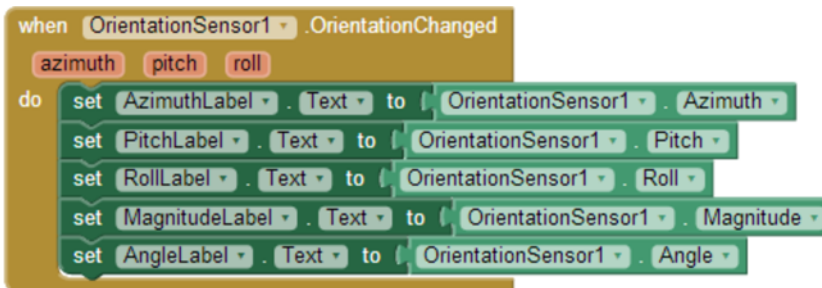 when OrientationSensor1 .OrientationChanged
azimuth pitch roll
do set AzimuthLabel . Text to OrientationSensor1 . Azimuth
set PitchLabel . Text to OrientationSensor1 . Pitch
set RollLabel . Text to OrientationSensor1 . Roll
set MagnitudeLabel . Text to OrientationSensor1 . Magnitude
set AngleLabel . Text to OrientationSensor1 . Angle